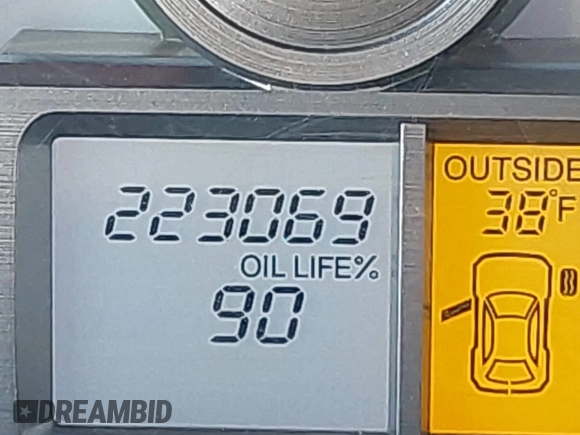 223069
OIL LIFE%
90
OUTSIDE
38°F
DREAMBID